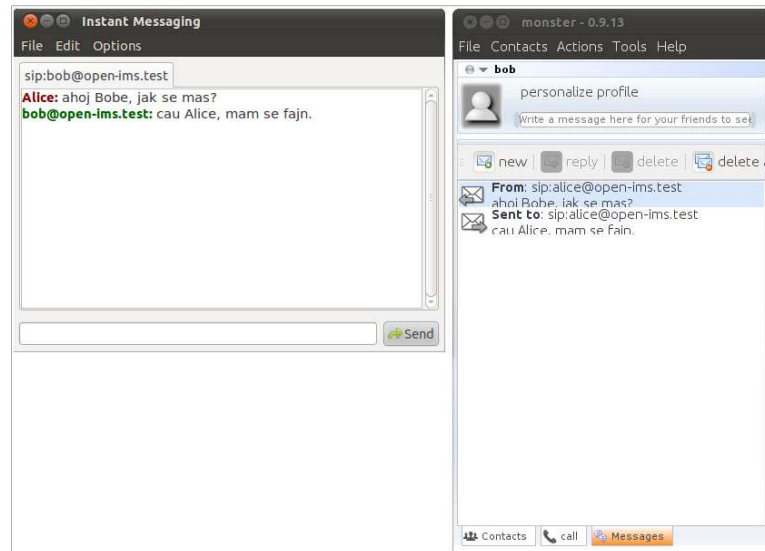 Instant Messaging
File Edit Options
sip:bob@open-ims.test
Alice: ahoj Bobe, jak se mas?
bob@open-ims.test: cau Alice, mam se fajn.
Send
monster - 0.9.13
File Contacts Actions Tools Help
bob
personalize profile
Write a message here for your friends to see
new reply delete delete
From: sip:alice@open-ims.test
ahoj Bobe, jak se mas?
Sent to: sip:alice@open-ims.test
cau Alice, mam se fajn.
Contacts call Messages